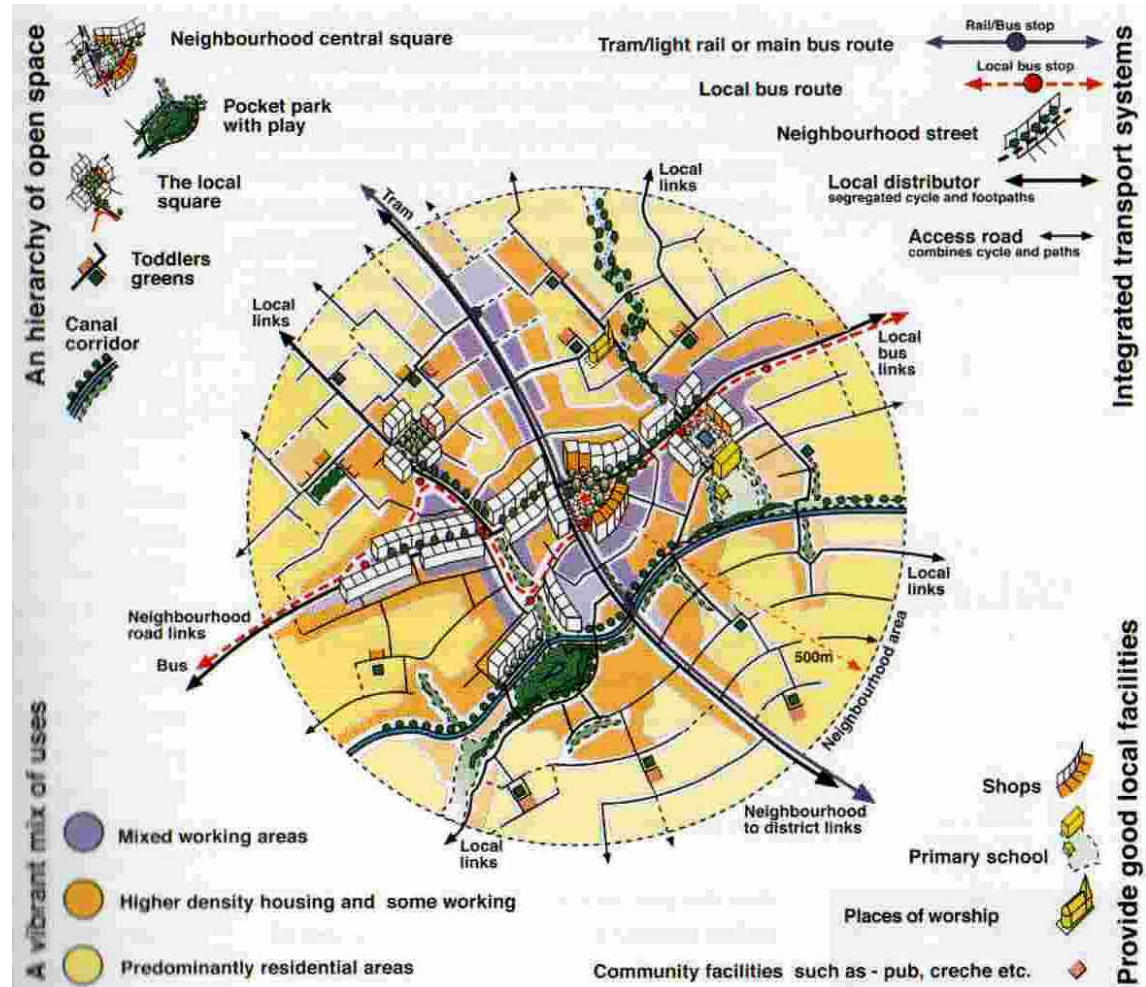 An hierarchy of open space
Neighbourhood central square
Pocket park
with play
The local
square
Toddlers
greens
Canal
corridor
Integrated transport systems
Rail/Bus stop
Tram/light rail or main bus route
Local bus stop
Local bus route
Neighbourhood street
Local distributor
segregated cycle and footpaths
Access road
combines cycle and paths
Tram
Local
links
Local
links
Local
bus links
Local
links
500m
Neighbourhood area
Neighbourhood
road links
Bus
Local
links
Neighbourhood
to district links
A vibrant mix of uses
Mixed working areas
Higher density housing and some working
Predominantly residential areas
Provide good local facilities
Shops
Primary school
Places of worship
Community facilities such as - pub, creche etc.